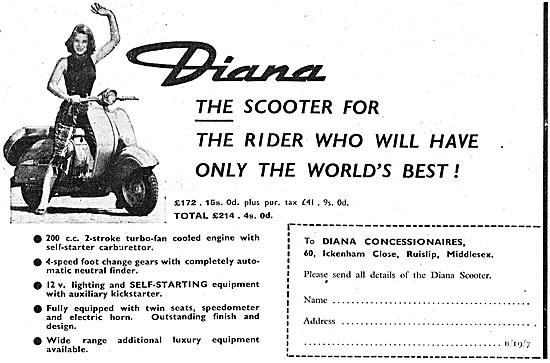 Diana
THE SCOOTER FOR
THE RIDER WHO WILL HAVE
ONLY THE WORLD'S BEST !
£172 . 15s. 0d. plus pur. tax £41 . 9s. 0d.
TOTAL £214 . 4s. 0d.
● 200 c.c. 2-stroke turbo-fan cooled engine with
self-starter carburettor.
● 4-speed foot change gears with completely auto-
matic neutral finder.
● 12 v. lighting and SELF-STARTING equipment
with auxiliary kickstarter.
● Fully equipped with twin seats, speedometer
and electric horn. Outstanding finish and
design.
● Wide range additional luxury equipment
available.
To DIANA CONCESSIONAIRES,
60, Ickenham Close, Ruislip, Middlesex.
Please send all details of the Diana Scooter.
Name ..............................
Address ..............................
.............................. B/19/7